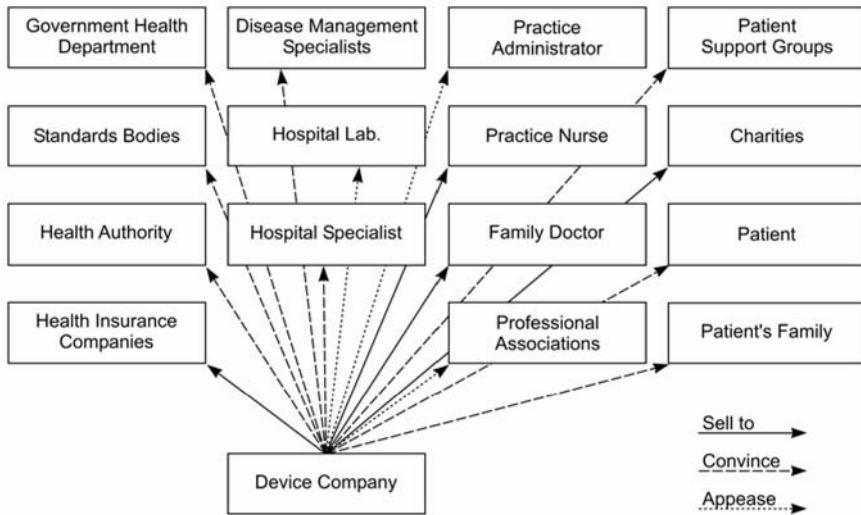 Government Health
Department
Disease Management
Specialists
Practice
Administrator
Patient
Support Groups
Standards Bodies
Hospital Lab.
Practice Nurse
Charities
Health Authority
Hospital Specialist
Family Doctor
Patient
Health Insurance
Companies
Professional
Associations
Patient's Family
Device Company
Sell to
Convince
Appease